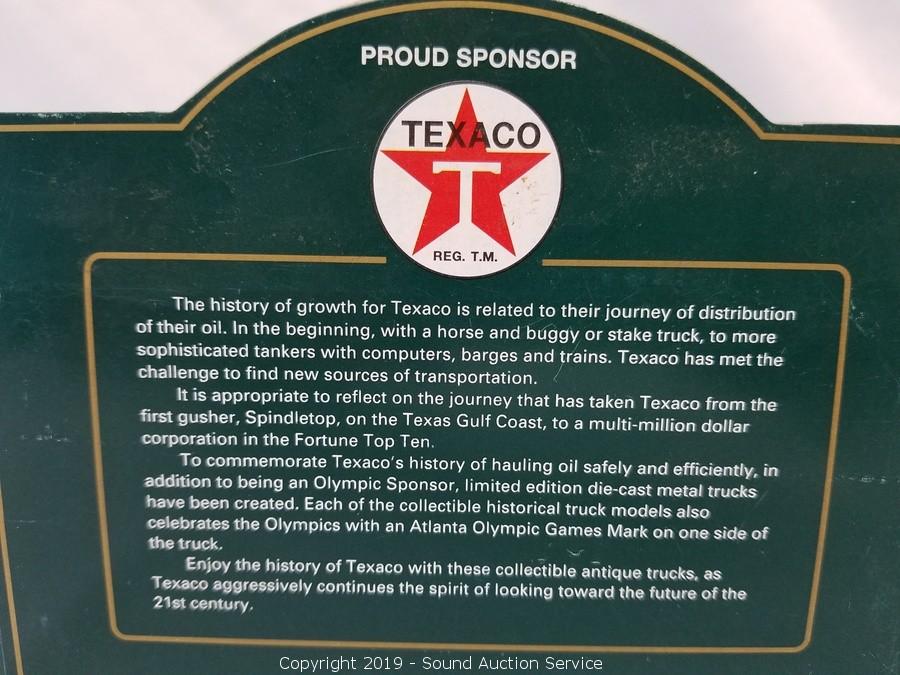 PROUD SPONSOR
TEXACO
T
REG. T.M.
The history of growth for Texaco is related to their journey of distribution
of their oil. In the beginning, with a horse and buggy or stake truck, to more
sophisticated tankers with computers, barges and trains. Texaco has met the
challenge to find new sources of transportation.
It is appropriate to reflect on the journey that has taken Texaco from the
first gusher, Spindletop, on the Texas Gulf Coast, to a multi-million dollar
corporation in the Fortune Top Ten.
To commemorate Texaco's history of hauling oil safely and efficiently, in
addition to being an Olympic Sponsor, limited edition die-cast metal trucks
have been created. Each of the collectible historical truck models also
celebrates the Olympics with an Atlanta Olympic Games Mark on one side of
the truck.
Enjoy the history of Texaco with these collectible antique trucks, as
Texaco aggressively continues the spirit of looking toward the future of the
21st century.
Copyright 2019 - Sound Auction Service